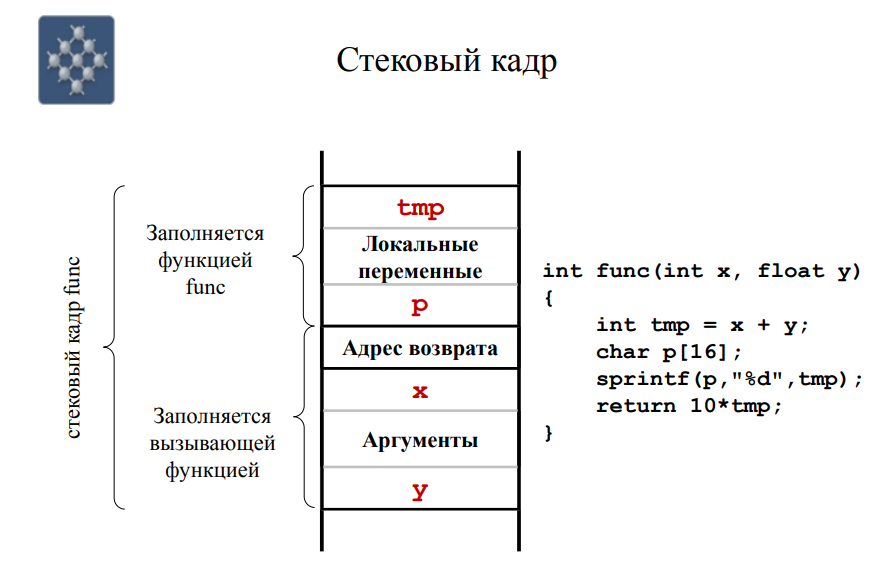 Стековый кадр
стековый кадр func
Заполняется
функцией
func
Заполняется
вызывающей
функцией
tmp
Локальные
переменные
p
Адрес возврата
x
Аргументы
y
int func(int x, float y)
{
int tmp = x + y;
char p[16];
sprintf(p,"%d",tmp);
return 10*tmp;
}